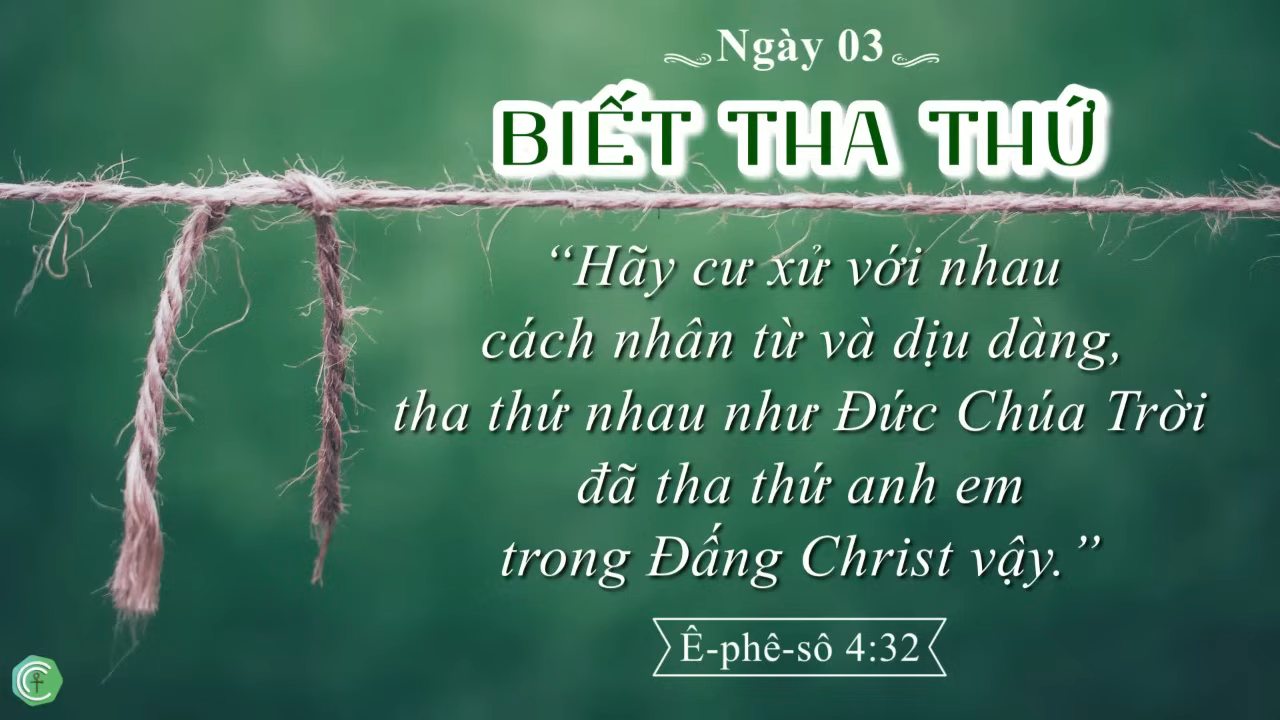 Ngày 03
BIẾT THA THỨ
“Hãy cư xử với nhau
cách nhân từ và dịu dàng,
tha thứ nhau như Đức Chúa Trời
đã tha thứ anh em
trong Đấng Christ vậy.”
Ê-phê-sô 4:32